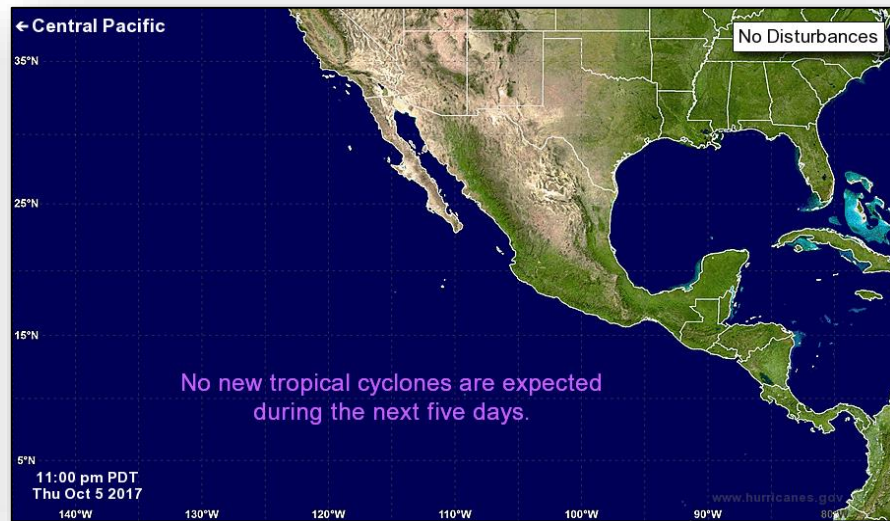 ← Central Pacific
No Disturbances
35°N
25°N
15°N
No new tropical cyclones are expected
during the next five days.
5°N
11:00 pm PDT
Thu Oct 5 2017
www.hurricanes.gov
140°W 130°W 120°W 110°W 100°W 90°W 80°W